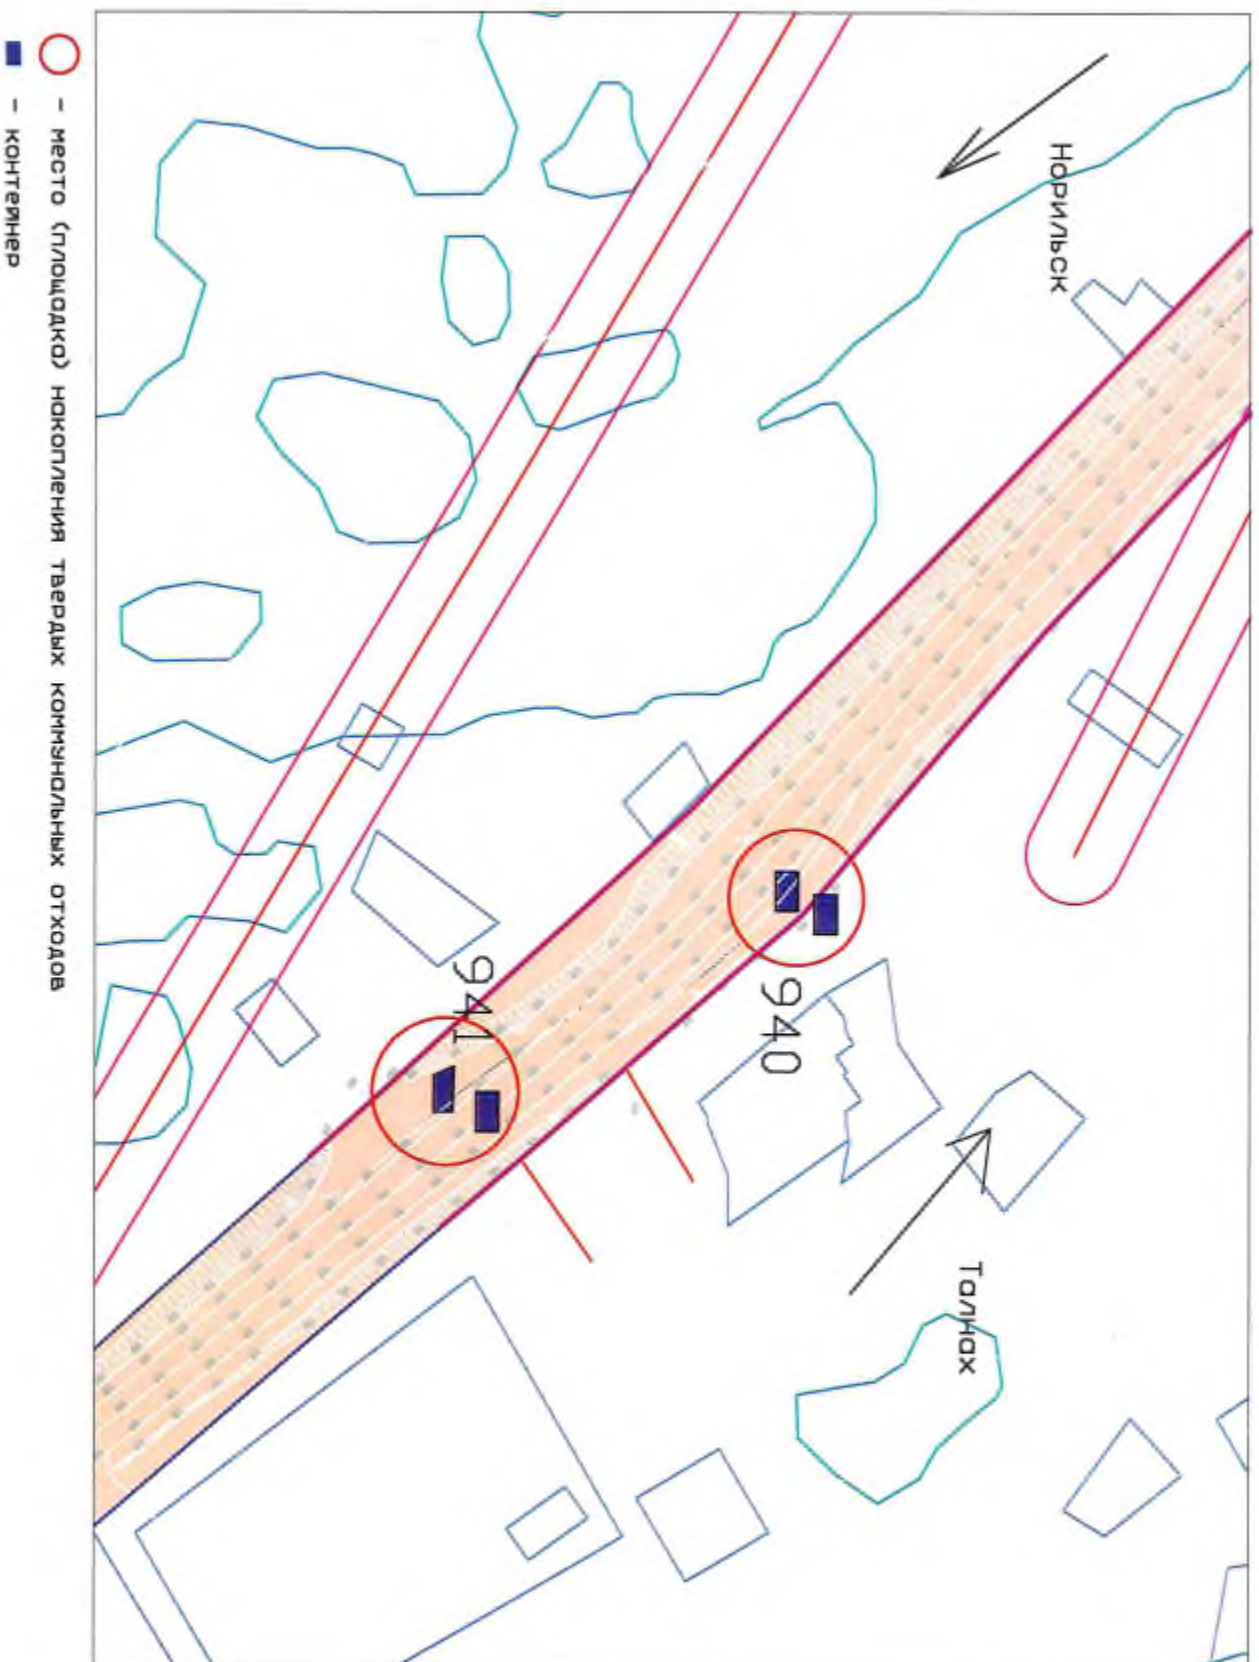 Норильск
940
941
Талнах
– место (площадка) накопления твердых коммунальных отходов
– контейнер